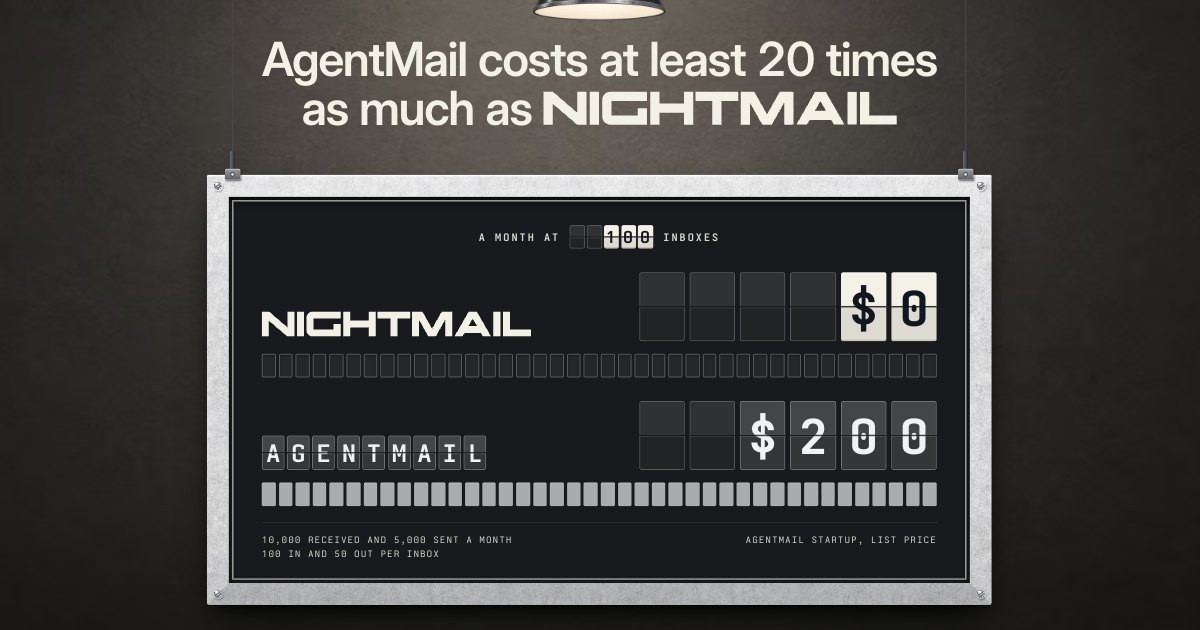 AgentMail costs at least 20 times
as much as NIGHTMAIL
A MONTH AT 100 INBOXES
NIGHTMAIL $0
AGENTMAIL $200
10,000 RECEIVED AND 5,000 SENT A MONTH
100 IN AND 50 OUT PER INBOX
AGENTMAIL STARTUP, LIST PRICE